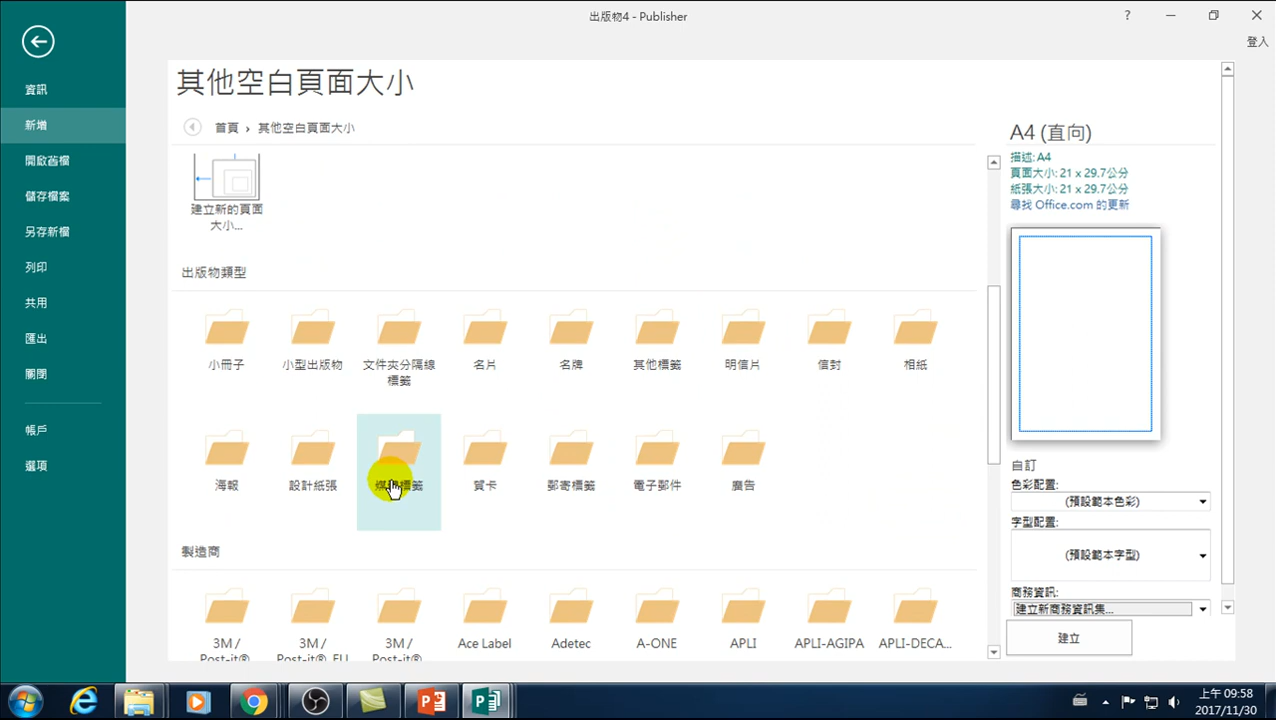 出版物4 - Publisher
?
登入
資訊
新增
開啟舊檔
儲存檔案
另存新檔
列印
共用
匯出
關閉
帳戶
選項
其他空白頁面大小
首頁 › 其他空白頁面大小
建立新的頁面
大小...
出版物類型
小冊子
小型出版物
文件夾分隔線
標籤
名片
名牌
其他標籤
明信片
信封
相紙
海報
設計紙張
標籤
賀卡
郵寄標籤
電子郵件
廣告
製造商
3M /
Post-it®
3M /
Post-it® EU
3M /
Post-it®
Ace Label
Adetec
A-ONE
APLI
APLI-AGIPA
APLI-DECA...
A4 (直向)
描述: A4
頁面大小: 21 x 29.7公分
紙張大小: 21 x 29.7公分
尋找 Office.com 的更新
自訂
色彩配置:
(預設範本色彩)
字型配置:
(預設範本字型)
商務資訊:
建立新商務資訊集...
建立
上午 09:58
2017/11/30